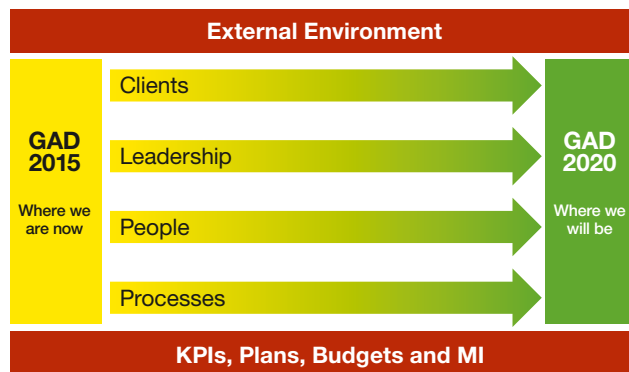 External Environment
GAD
2015
Where we
are now
Clients
Leadership
People
Processes
GAD
2020
Where we
will be
KPIs, Plans, Budgets and MI